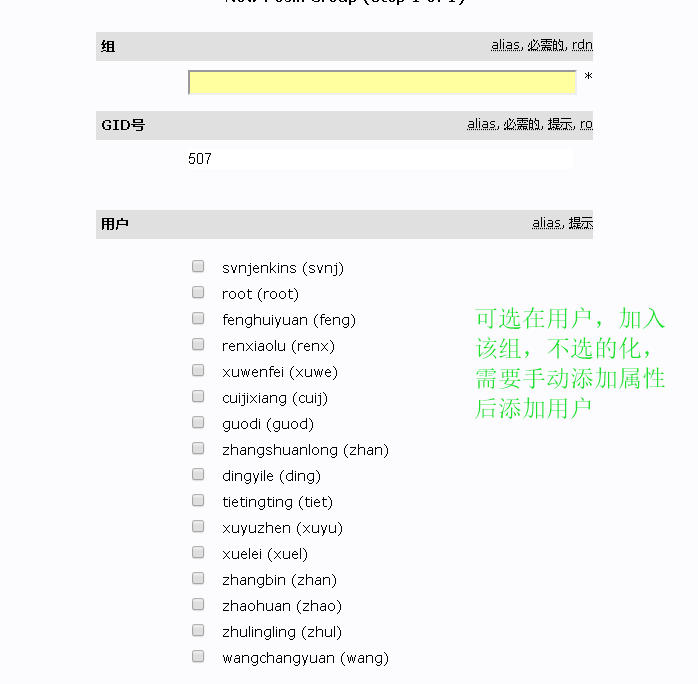 组 alias, 必需的, rdn
*
GID号 alias, 必需的, 提示, ro
507
用户 alias, 提示
svnjenkins (svnj)
root (root)
fenghuiyuan (feng)
renxiaolu (renx)
xuwenfei (xuwe)
cuijixiang (cuij)
guodi (guod)
zhangshuanlong (zhan)
dingyile (ding)
tietingting (tiet)
xuyuzhen (xuyu)
xuelei (xuel)
zhangbin (zhan)
zhaohuan (zhao)
zhulingling (zhul)
wangchangyuan (wang)
可选在用户，加入
该组，不选的化，
需要手动添加属性
后添加用户